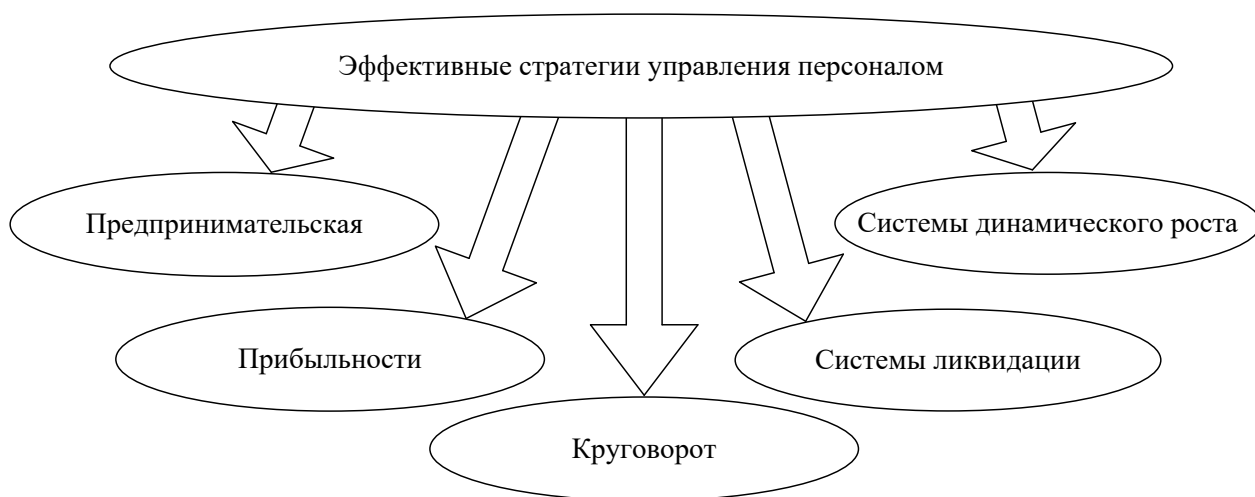 Эффективные стратегии управления персоналом
Предпринимательская
Системы динамического роста
Прибыльности
Системы ликвидации
Круговорот